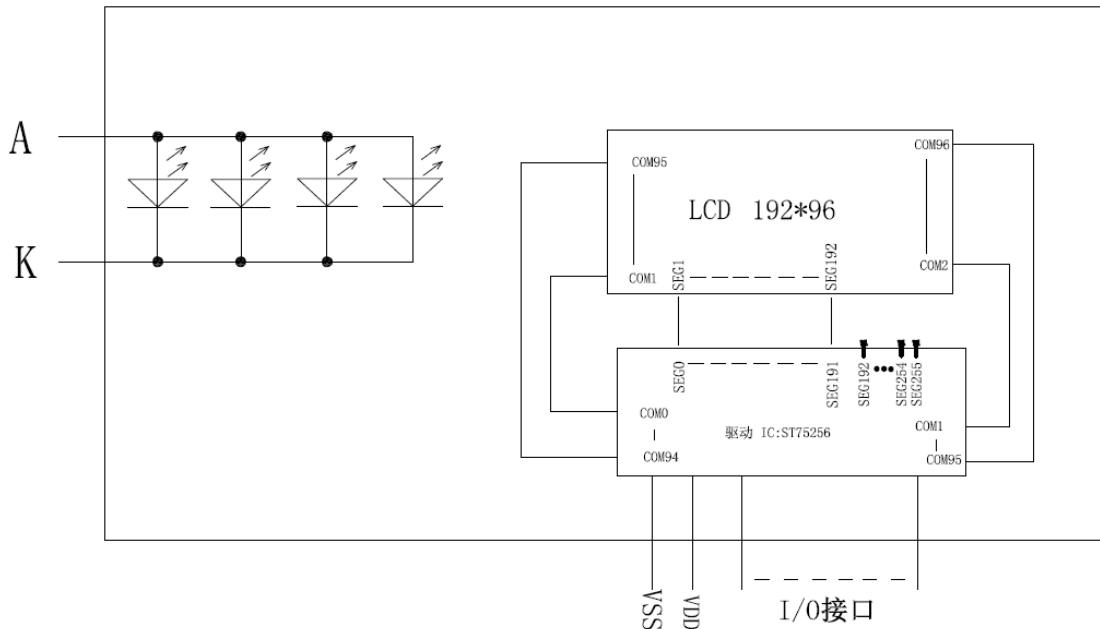 A
K
COM95
COM96
LCD 192*96
COM1
SEG1
SEG192
COM2
SEG0
SEG191
SEG192
SEG254
SEG255
COM0
COM94
驱动 IC:ST75256
COM1
COM95
VSS
VDD
I/O接口